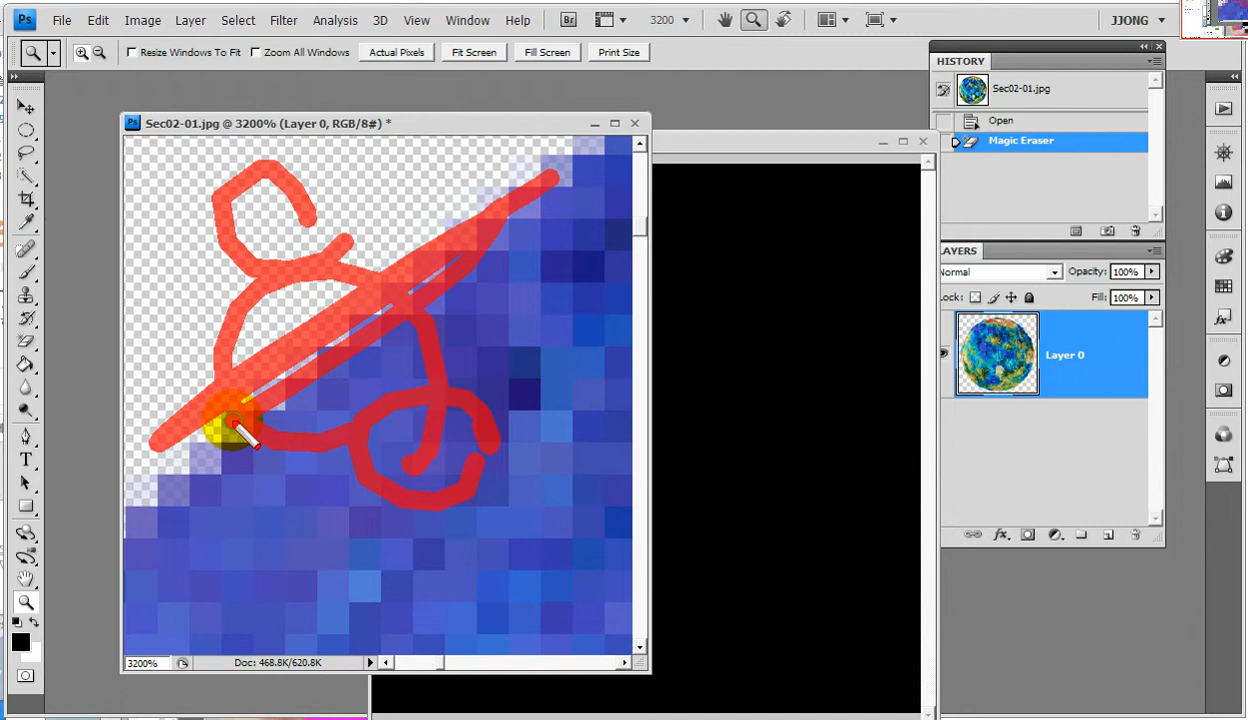 Ps File Edit Image Layer Select Filter Analysis 3D View Window Help Br 3200 JJONG
Resize Windows To Fit Zoom All Windows Actual Pixels Fit Screen Fill Screen Print Size
HISTORY
Sec02-01.jpg
Open
Magic Eraser
Ps Sec02-01.jpg @ 3200% (Layer 0, RGB/8#) *
LAYERS
Normal Opacity: 100%
Lock: Fill: 100%
Layer 0
T
fx
3200% Doc: 468.8K/620.8K